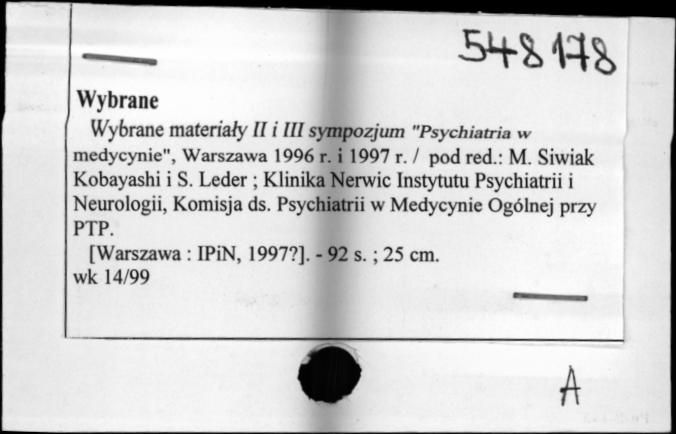 548178
Wybrane
Wybrane materiały II i III sympozjum "Psychiatria w
medycynie", Warszawa 1996 r. i 1997 r. / pod red.: M. Siwiak
Kobayashi i S. Leder ; Klinika Nerwic Instytutu Psychiatrii i
Neurologii, Komisja ds. Psychiatrii w Medycynie Ogólnej przy
PTP.
[Warszawa : IPiN, 1997?]. - 92 s. ; 25 cm.
wk 14/99
A